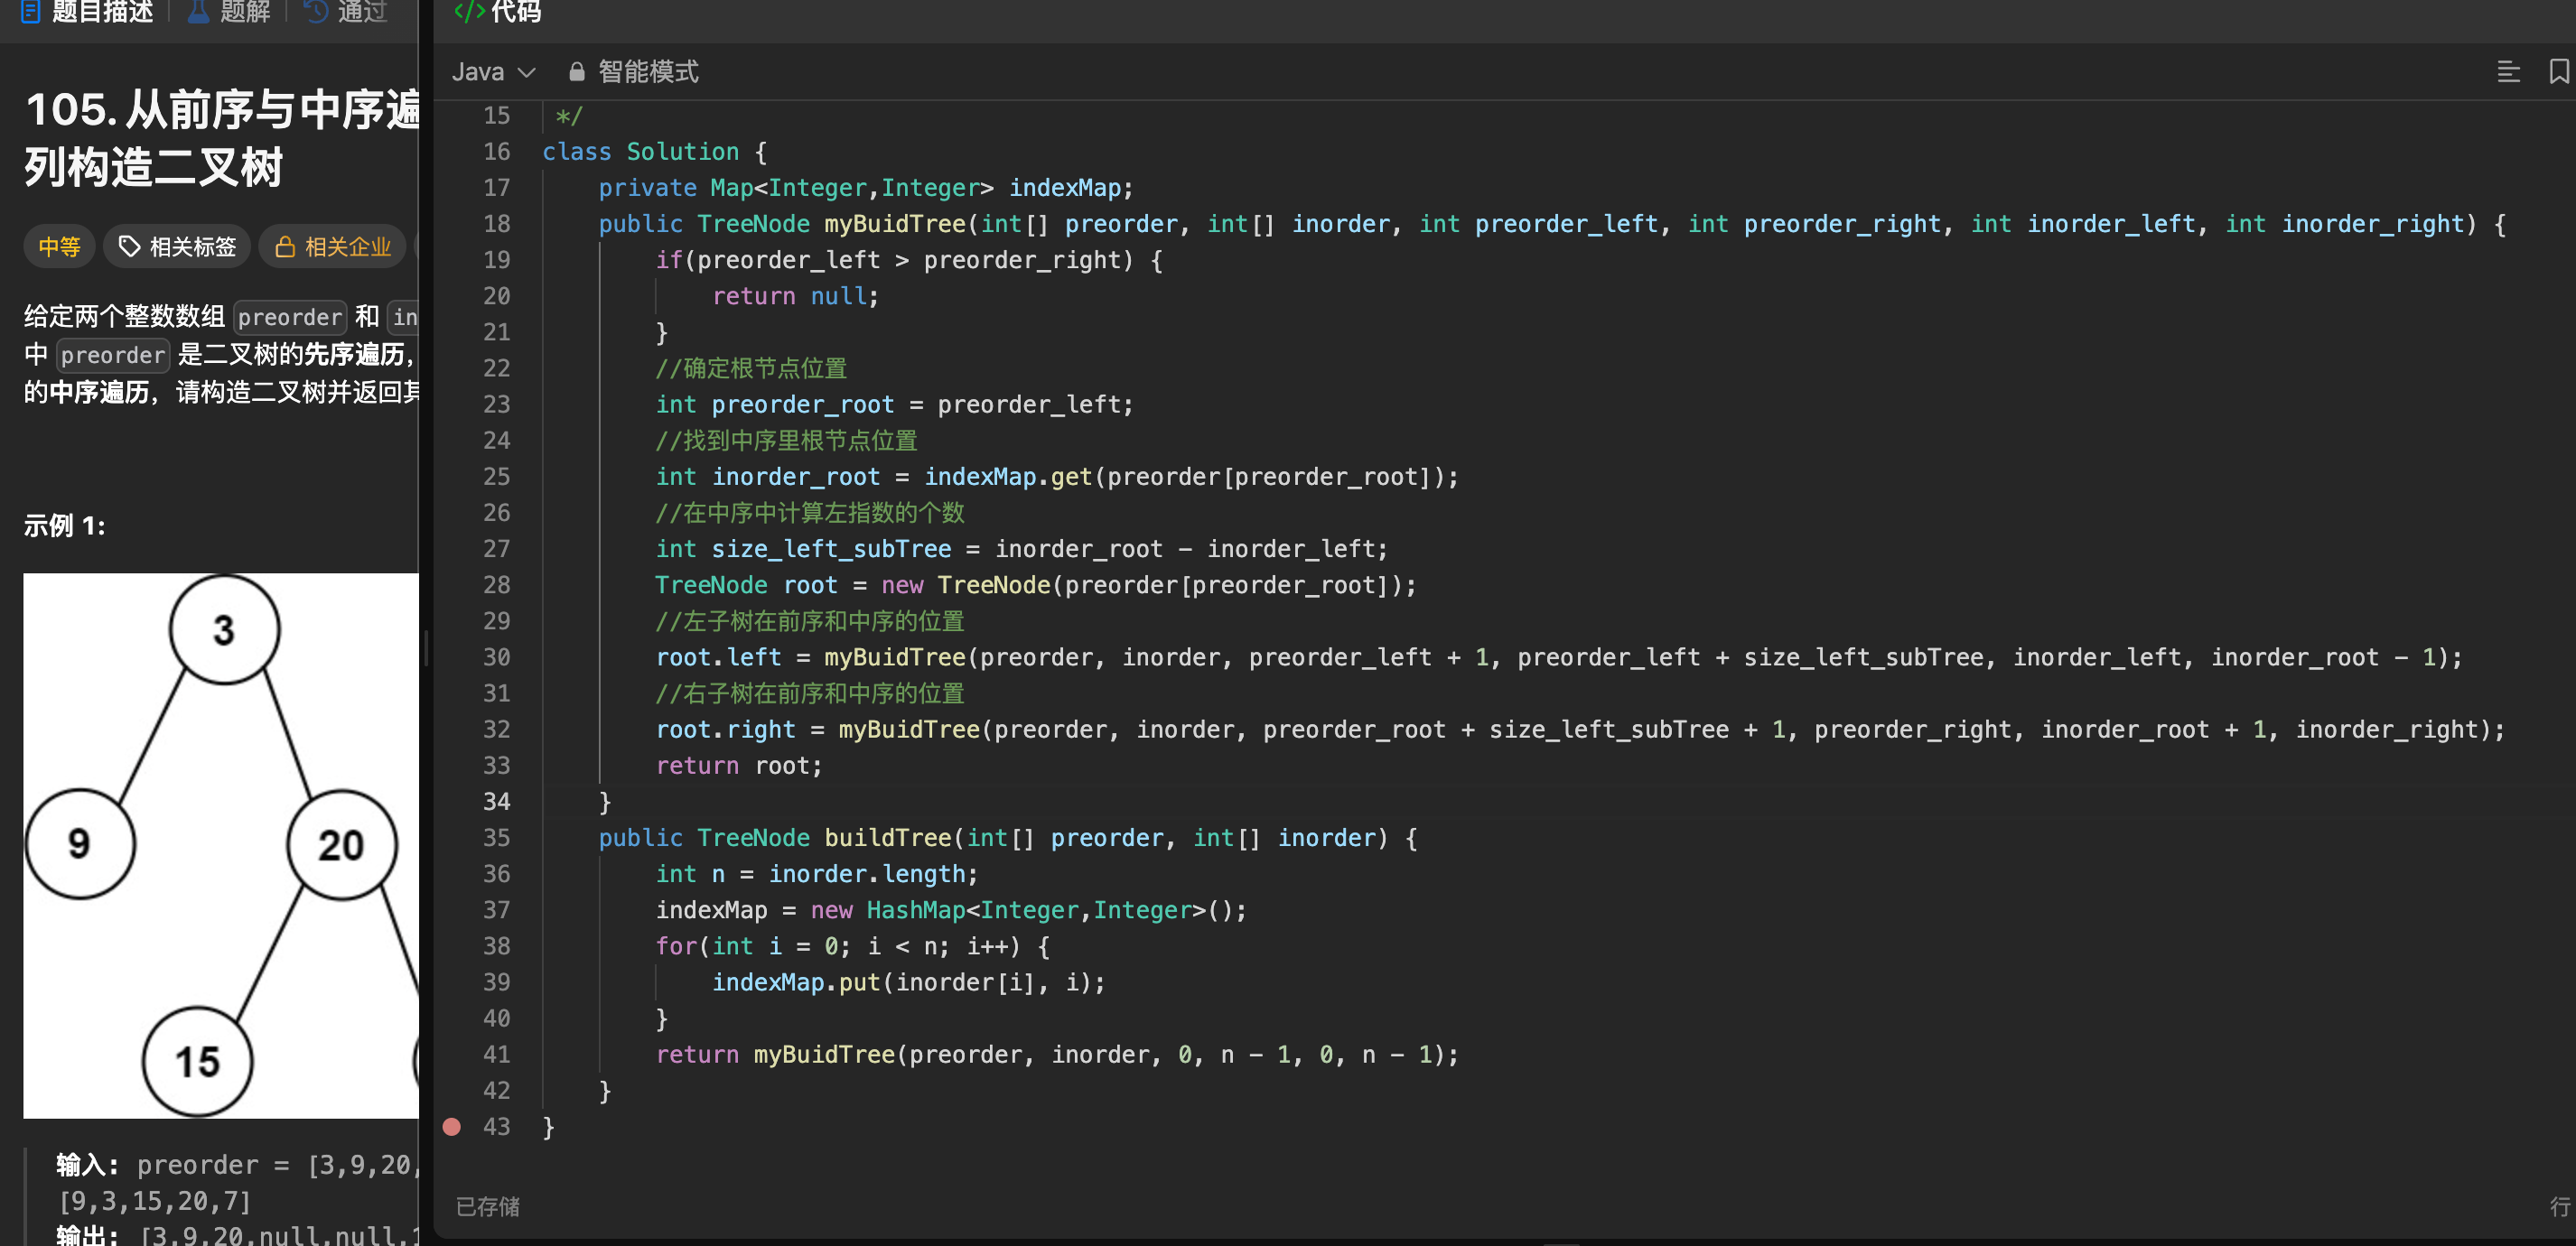 题目描述 题解 通过
105. 从前序与中序遍
列构造二叉树
中等 相关标签 相关企业
给定两个整数数组 preorder 和 in
中 preorder 是二叉树的先序遍历,
的中序遍历，请构造二叉树并返回其
示例 1:
3
9
20
15
输入: preorder = [3,9,20,
[9,3,15,20,7]
输出: [3,9,20,null,null,1
</> 代码
Java 智能模式
15 */
16 class Solution {
17 private Map<Integer,Integer> indexMap;
18 public TreeNode myBuidTree(int[] preorder, int[] inorder, int preorder_left, int preorder_right, int inorder_left, int inorder_right) {
19 if(preorder_left > preorder_right) {
20 return null;
21 }
22 //确定根节点位置
23 int preorder_root = preorder_left;
24 //找到中序里根节点位置
25 int inorder_root = indexMap.get(preorder[preorder_root]);
26 //在中序中计算左指数的个数
27 int size_left_subTree = inorder_root - inorder_left;
28 TreeNode root = new TreeNode(preorder[preorder_root]);
29 //左子树在前序和中序的位置
30 root.left = myBuidTree(preorder, inorder, preorder_left + 1, preorder_left + size_left_subTree, inorder_left, inorder_root - 1);
31 //右子树在前序和中序的位置
32 root.right = myBuidTree(preorder, inorder, preorder_root + size_left_subTree + 1, preorder_right, inorder_root + 1, inorder_right);
33 return root;
34 }
35 public TreeNode buildTree(int[] preorder, int[] inorder) {
36 int n = inorder.length;
37 indexMap = new HashMap<Integer,Integer>();
38 for(int i = 0; i < n; i++) {
39 indexMap.put(inorder[i], i);
40 }
41 return myBuidTree(preorder, inorder, 0, n - 1, 0, n - 1);
42 }
43 }
已存储 行